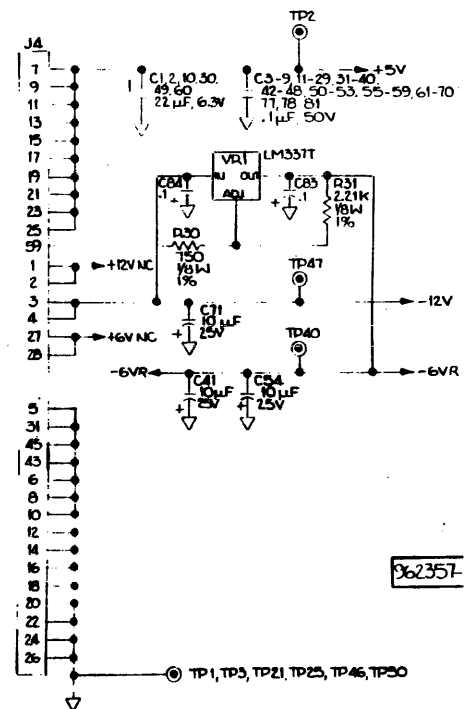 TP2
J4
7
+5V
9
11
13
15
17
19
21
23
25
59
1
2
3
4
27
28
C1, 2, 10, 30,
49, 60
22 µF, 6.3V
C3-9, 11-29, 31-40,
42-48, 50-53, 55-59, 61-70
77, 78 81
.1µF, 50V
VR1
LM337T
IN OUT
ADJ
C84
.1
+
C83
.1
+
R31
2.21K
1/8W
1%
R30
750
1/8W
1%
+12V NC
TP47
-12V
C71
10 µF
25V
+
+6V NC
TP40
-6VR
-6VR
C41
10µF
25V
+
C54
10µF
25V
+
5
31
45
43
6
8
10
12
14
16
18
20
22
24
26
962357-
TP1, TP3, TP21, TP25, TP46, TP50